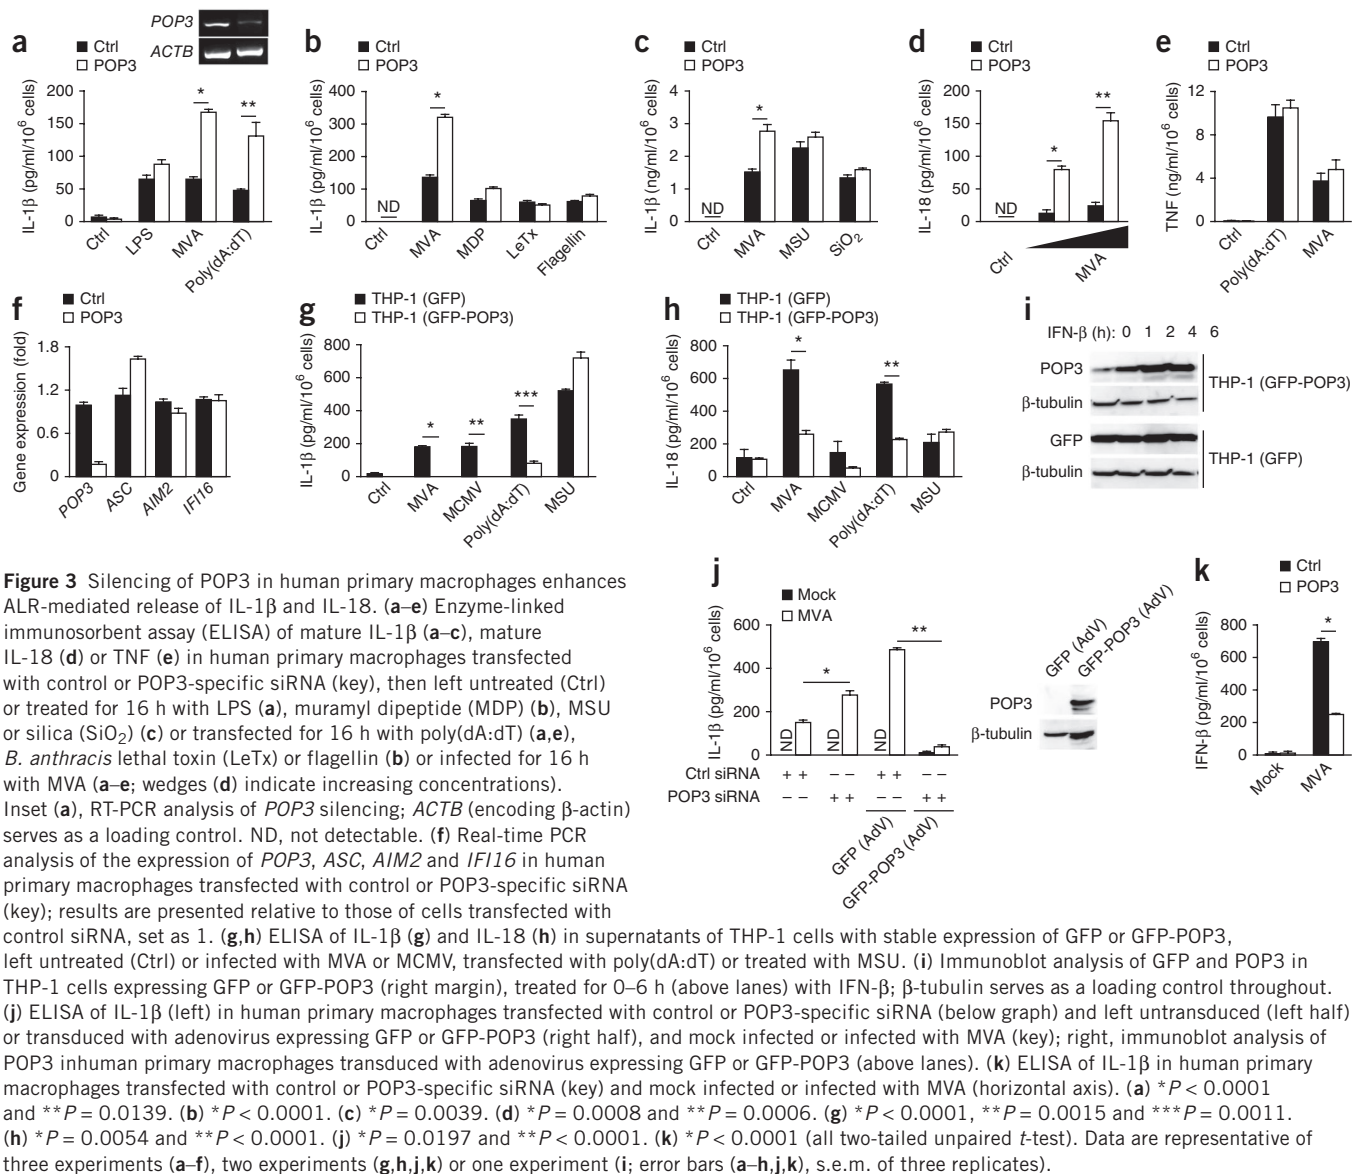 a
POP3
ACTB
Ctrl
POP3
IL-1β (pg/ml/10^6 cells)
200
150
100
50
0
*
**
Ctrl
LPS
MVA
Poly(dA:dT)
b
Ctrl
POP3
IL-1β (pg/ml/10^6 cells)
400
300
200
100
0
ND
*
Ctrl
MVA
MDP
LeTx
Flagellin
c
Ctrl
POP3
IL-1β (ng/ml/10^6 cells)
4
3
2
1
0
ND
*
Ctrl
MVA
MSU
SiO2
d
Ctrl
POP3
IL-18 (pg/ml/10^6 cells)
200
150
100
50
0
ND
*
**
Ctrl
MVA
e
Ctrl
POP3
TNF (ng/ml/10^6 cells)
12
8
4
0
Ctrl
Poly(dA:dT)
MVA
f
Ctrl
POP3
Gene expression (fold)
1.8
1.2
0.6
0
POP3
ASC
AIM2
IFI16
g
THP-1 (GFP)
THP-1 (GFP-POP3)
IL-1β (pg/ml/10^6 cells)
800
600
400
200
0
*
**
***
Ctrl
MVA
MCMV
Poly(dA:dT)
MSU
h
THP-1 (GFP)
THP-1 (GFP-POP3)
IL-18 (pg/ml/10^6 cells)
800
600
400
200
0
*
**
Ctrl
MVA
MCMV
Poly(dA:dT)
MSU
i
IFN-β (h): 0 1 2 4 6
POP3
β-tubulin
THP-1 (GFP-POP3)
GFP
β-tubulin
THP-1 (GFP)
j
Mock
MVA
IL-1β (pg/ml/10^6 cells)
600
400
200
0
ND
ND
ND
*
**
Ctrl siRNA + + – – + + – –
POP3 siRNA – – + + – – + +
GFP (AdV)
GFP-POP3 (AdV)
GFP (AdV)
GFP-POP3 (AdV)
POP3
β-tubulin
k
Ctrl
POP3
IFN-β (pg/ml/10^6 cells)
800
600
400
200
0
*
Mock
MVA
Figure 3 Silencing of POP3 in human primary macrophages enhances
ALR-mediated release of IL-1β and IL-18. (a–e) Enzyme-linked
immunosorbent assay (ELISA) of mature IL-1β (a–c), mature
IL-18 (d) or TNF (e) in human primary macrophages transfected
with control or POP3-specific siRNA (key), then left untreated (Ctrl)
or treated for 16 h with LPS (a), muramyl dipeptide (MDP) (b), MSU
or silica (SiO2) (c) or transfected for 16 h with poly(dA:dT) (a,e),
B. anthracis lethal toxin (LeTx) or flagellin (b) or infected for 16 h
with MVA (a–e; wedges (d) indicate increasing concentrations).
Inset (a), RT-PCR analysis of POP3 silencing; ACTB (encoding β-actin)
serves as a loading control. ND, not detectable. (f) Real-time PCR
analysis of the expression of POP3, ASC, AIM2 and IFI16 in human
primary macrophages transfected with control or POP3-specific siRNA
(key); results are presented relative to those of cells transfected with
control siRNA, set as 1. (g,h) ELISA of IL-1β (g) and IL-18 (h) in supernatants of THP-1 cells with stable expression of GFP or GFP-POP3,
left untreated (Ctrl) or infected with MVA or MCMV, transfected with poly(dA:dT) or treated with MSU. (i) Immunoblot analysis of GFP and POP3 in
THP-1 cells expressing GFP or GFP-POP3 (right margin), treated for 0–6 h (above lanes) with IFN-β; β-tubulin serves as a loading control throughout.
(j) ELISA of IL-1β (left) in human primary macrophages transfected with control or POP3-specific siRNA (below graph) and left untransduced (left half)
or transduced with adenovirus expressing GFP or GFP-POP3 (right half), and mock infected or infected with MVA (key); right, immunoblot analysis of
POP3 inhuman primary macrophages transduced with adenovirus expressing GFP or GFP-POP3 (above lanes). (k) ELISA of IL-1β in human primary
macrophages transfected with control or POP3-specific siRNA (key) and mock infected or infected with MVA (horizontal axis). (a) *P < 0.0001
and **P = 0.0139. (b) *P < 0.0001. (c) *P = 0.0039. (d) *P = 0.0008 and **P = 0.0006. (g) *P < 0.0001, **P = 0.0015 and ***P = 0.0011.
(h) *P = 0.0054 and **P < 0.0001. (j) *P = 0.0197 and **P < 0.0001. (k) *P < 0.0001 (all two-tailed unpaired t-test). Data are representative of
three experiments (a–f), two experiments (g,h,j,k) or one experiment (i; error bars (a–h,j,k), s.e.m. of three replicates).